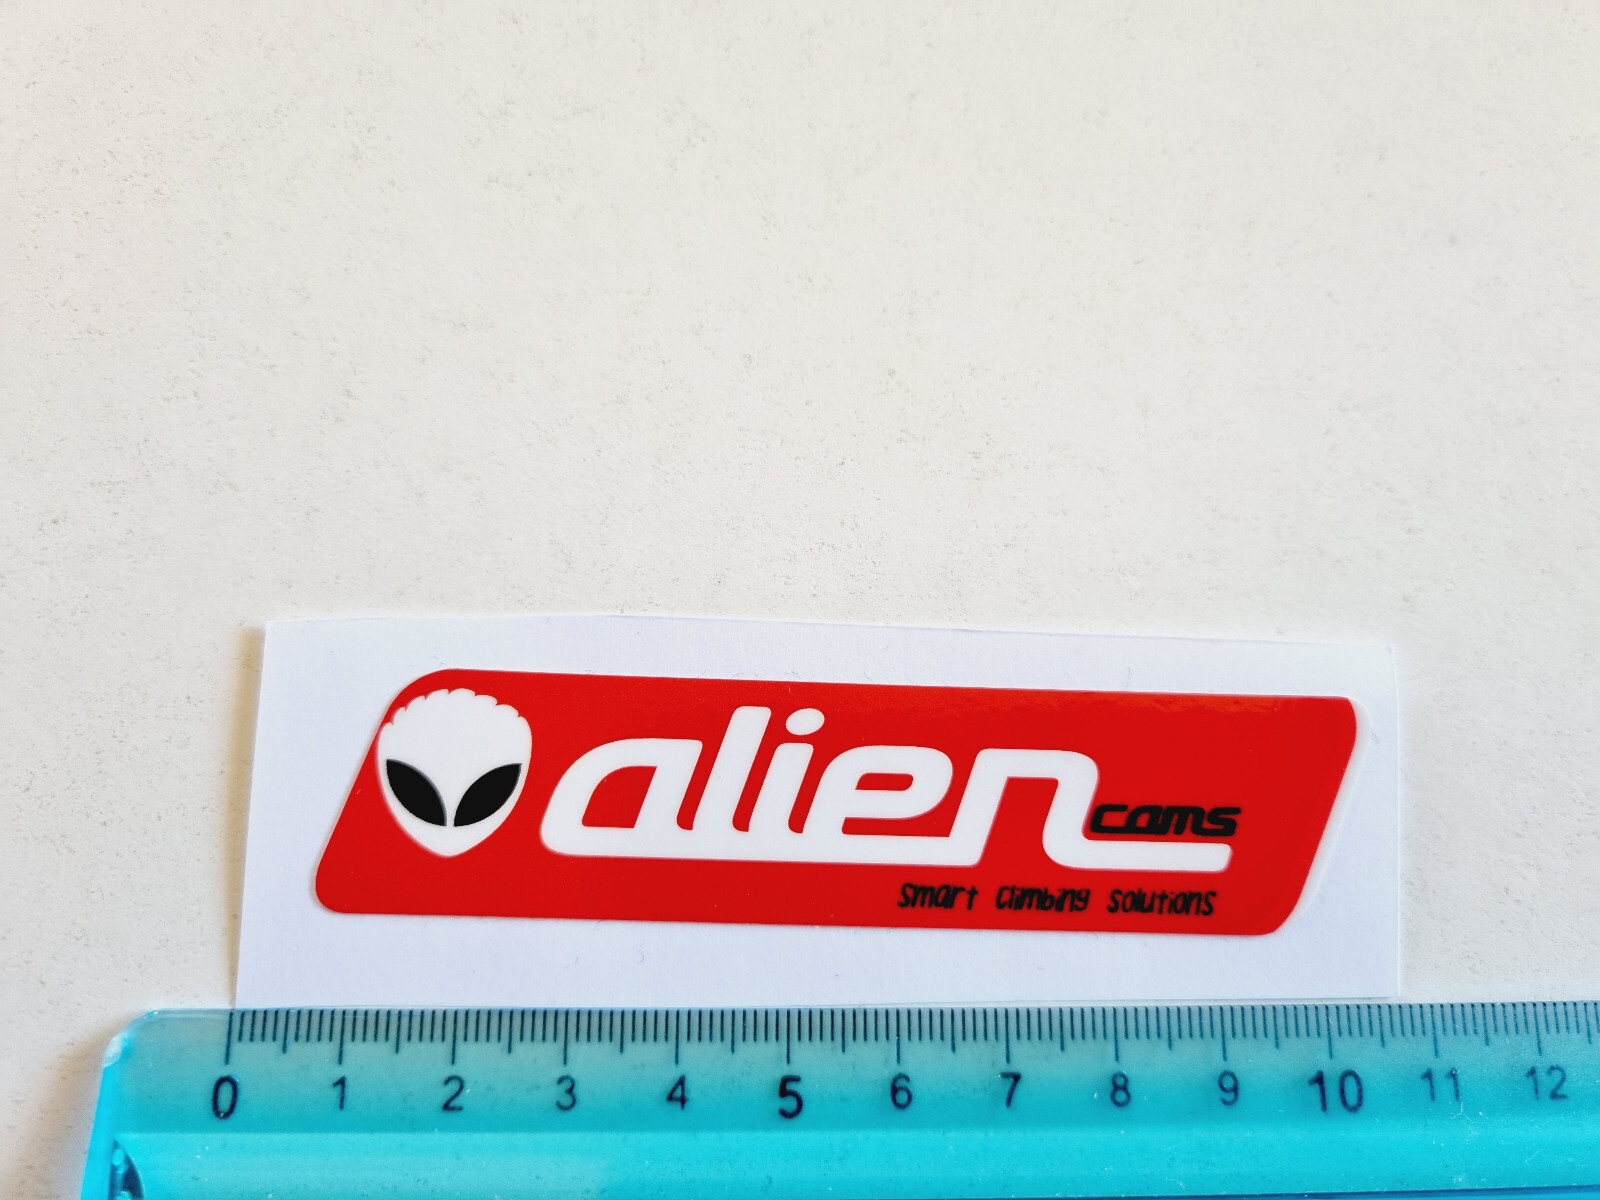 alien
cams
Smart Climbing Solutions
0 1 2 3 4 5 6 7 8 9 10 11 12